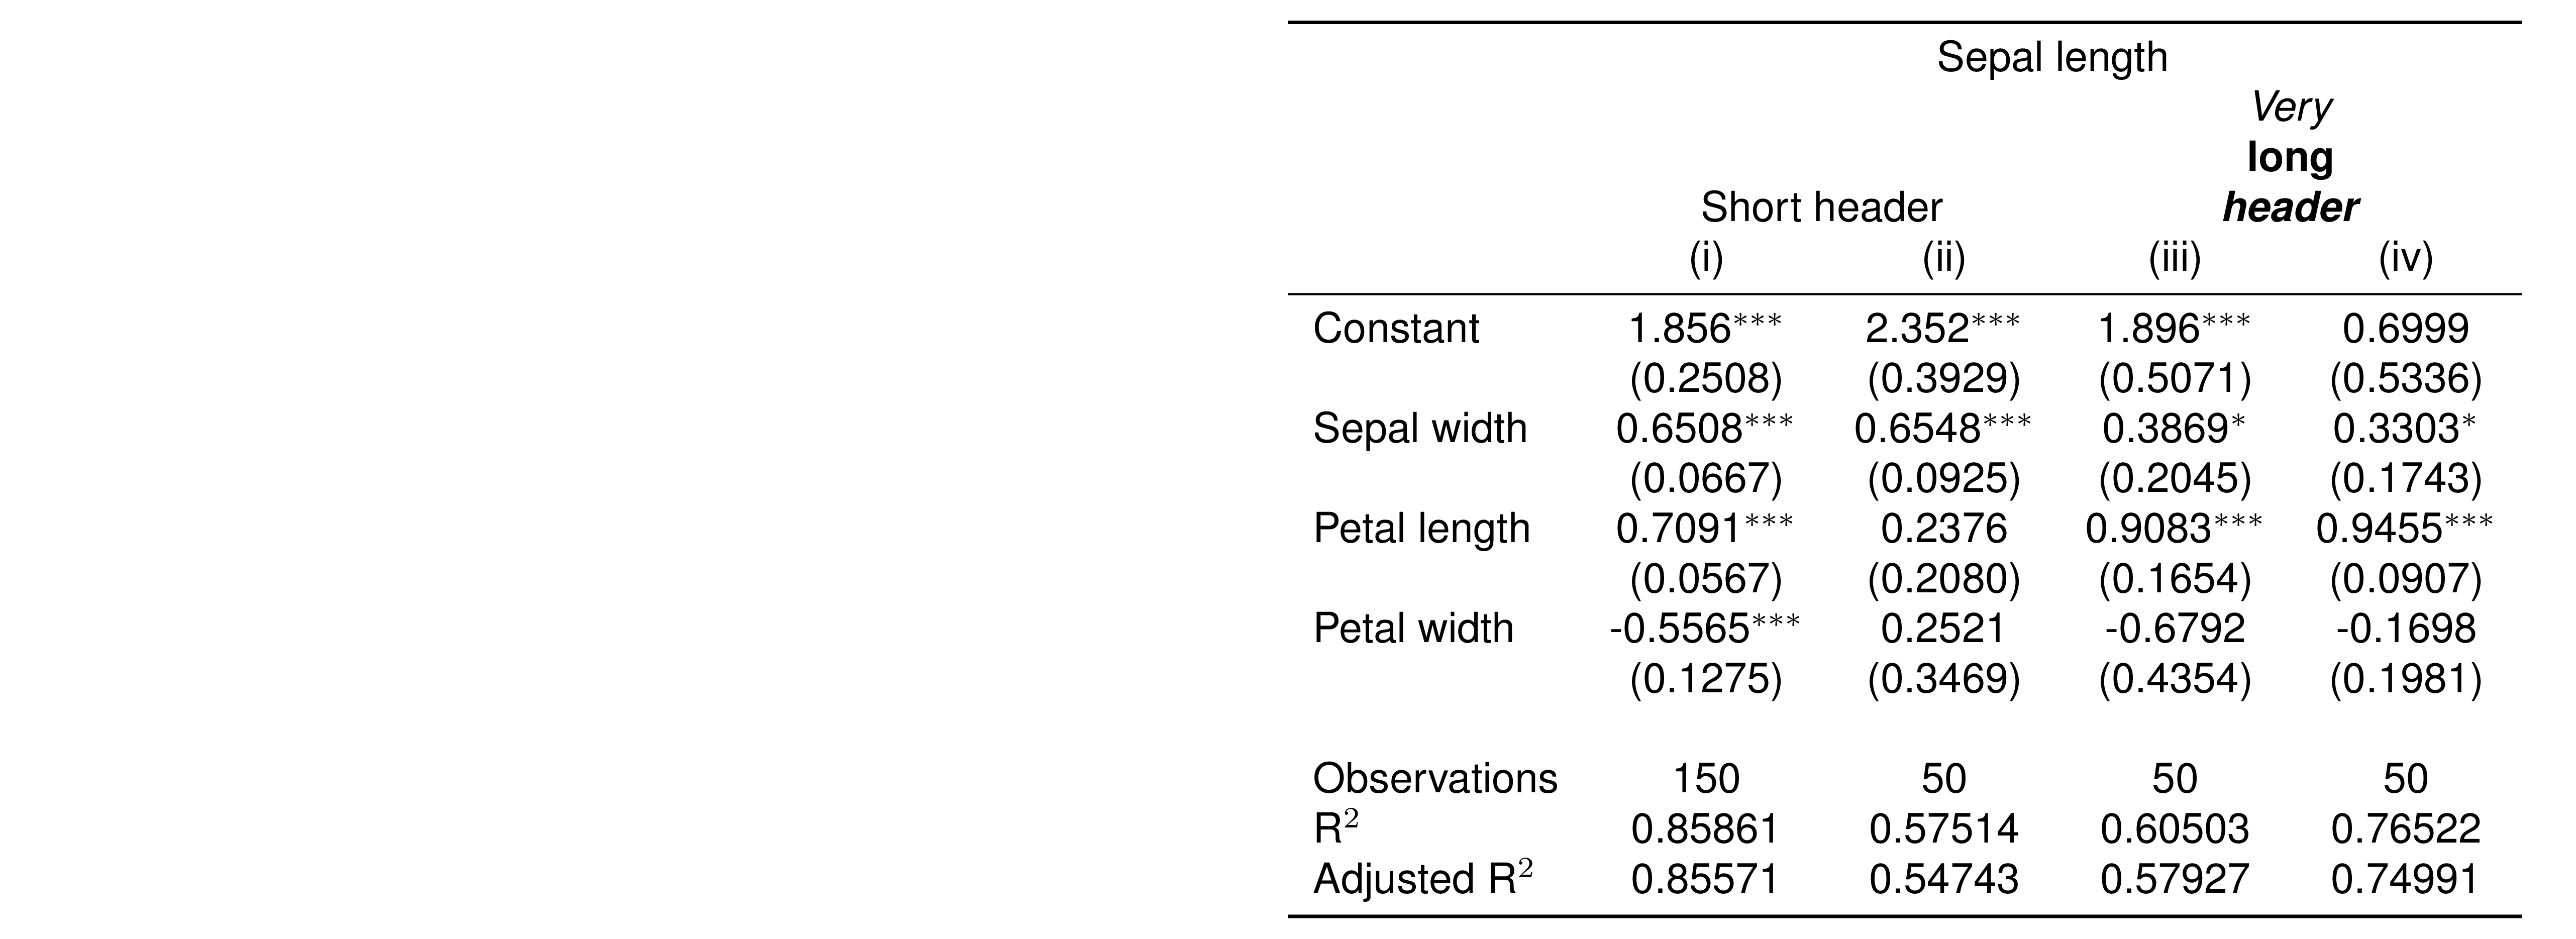 Sepal length
Very
long
Short header header
(i) (ii) (iii) (iv)
Constant 1.856*** 2.352*** 1.896*** 0.6999
(0.2508) (0.3929) (0.5071) (0.5336)
Sepal width 0.6508*** 0.6548*** 0.3869* 0.3303*
(0.0667) (0.0925) (0.2045) (0.1743)
Petal length 0.7091*** 0.2376 0.9083*** 0.9455***
(0.0567) (0.2080) (0.1654) (0.0907)
Petal width -0.5565*** 0.2521 -0.6792 -0.1698
(0.1275) (0.3469) (0.4354) (0.1981)
Observations 150 50 50 50
R² 0.85861 0.57514 0.60503 0.76522
Adjusted R² 0.85571 0.54743 0.57927 0.74991